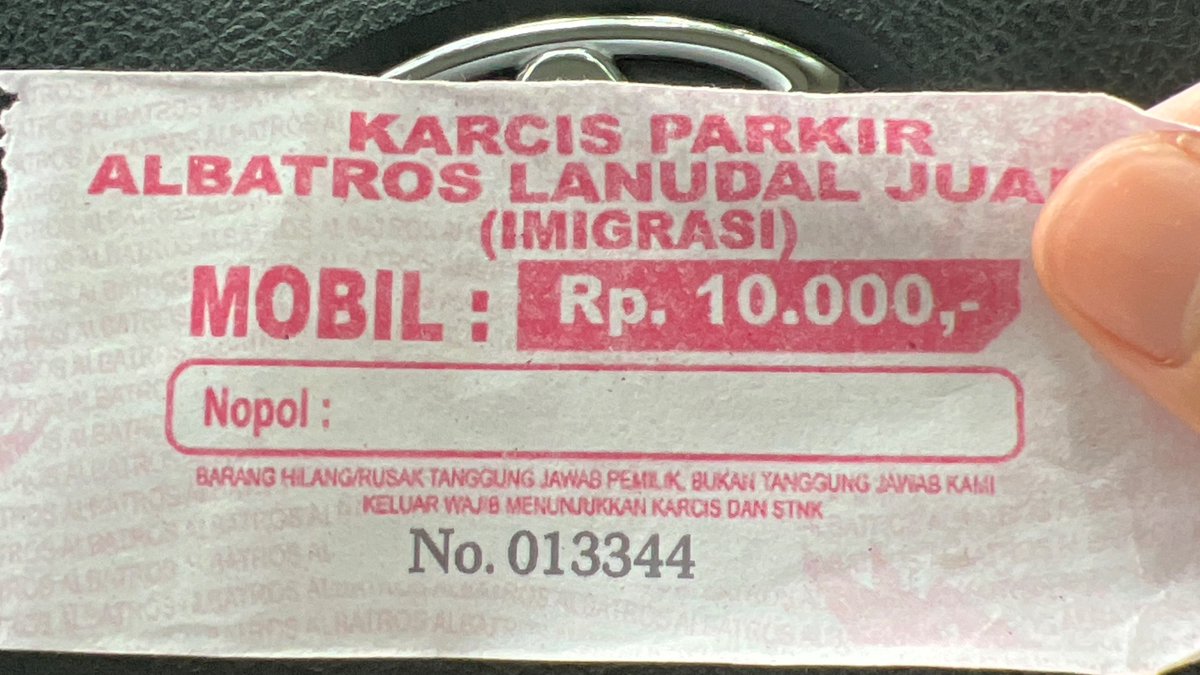 KARCIS PARKIR
ALBATROS LANUDAL
(IMIGRASI)
MOBIL : Rp. 10.000,-
Nopol :
BARANG HILANG/RUSAK TANGGUNG JAWAB PEMILIK, BUKAN TANGGUNG JAWAB KAMI
KELUAR WAJIB MENUNJUKKAN KARCIS DAN STNK
No. 013344